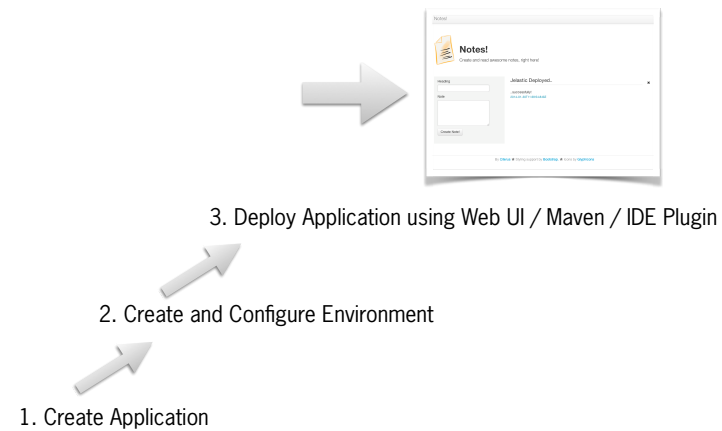 Notes!
Notes!
Create and read awesome notes, right here!
Heading
Note
Create Note!
Jelastic Deployed..
3. Deploy Application using Web UI / Maven / IDE Plugin
2. Create and Configure Environment
1. Create Application